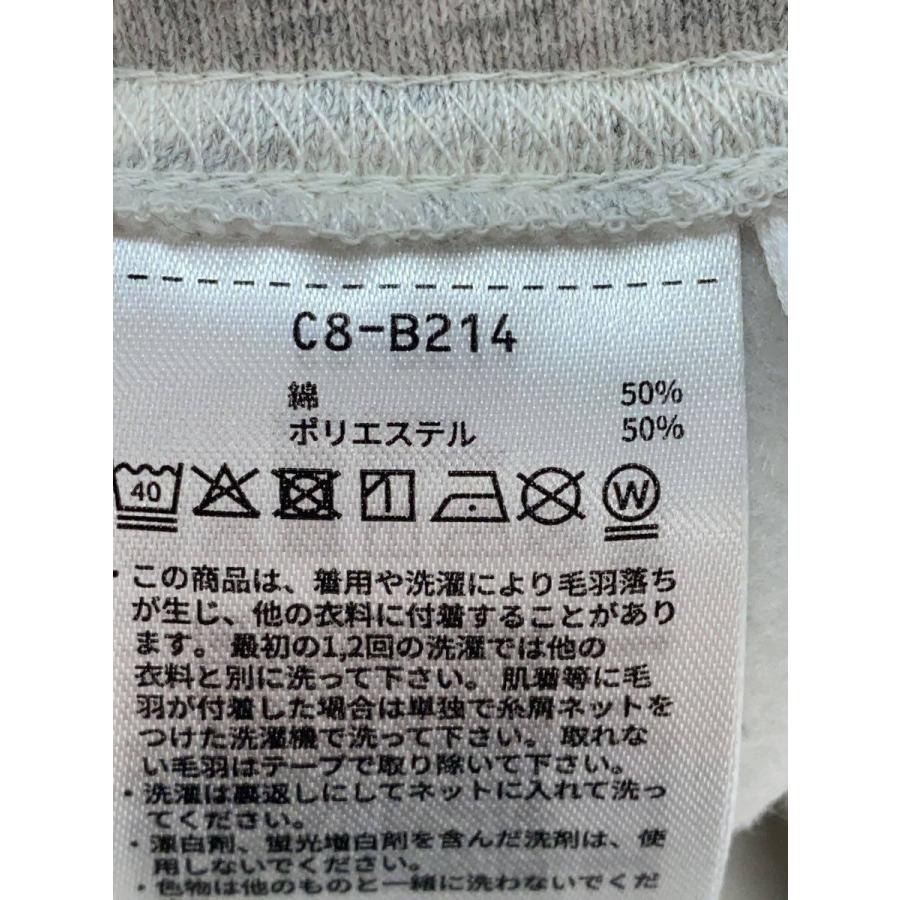 C8-B214
綿 50%
ポリエステル 50%
40 W
・この商品は、着用や洗濯により毛羽落ち
が生じ、他の衣料に付着することがあり
ます。最初の1,2回の洗濯では他の
衣料と別に洗って下さい。肌着等に毛
羽が付着した場合は単独で糸屑ネットを
つけた洗濯機で洗って下さい。取れな
い毛羽はテープで取り除いて下さい。
・洗濯は裏返しにしてネットに入れて洗っ
てください。
・漂白剤、蛍光増白剤を含んだ洗剤は、使
用しないでください。
・色物は他のものと一緒に洗わないでくだ